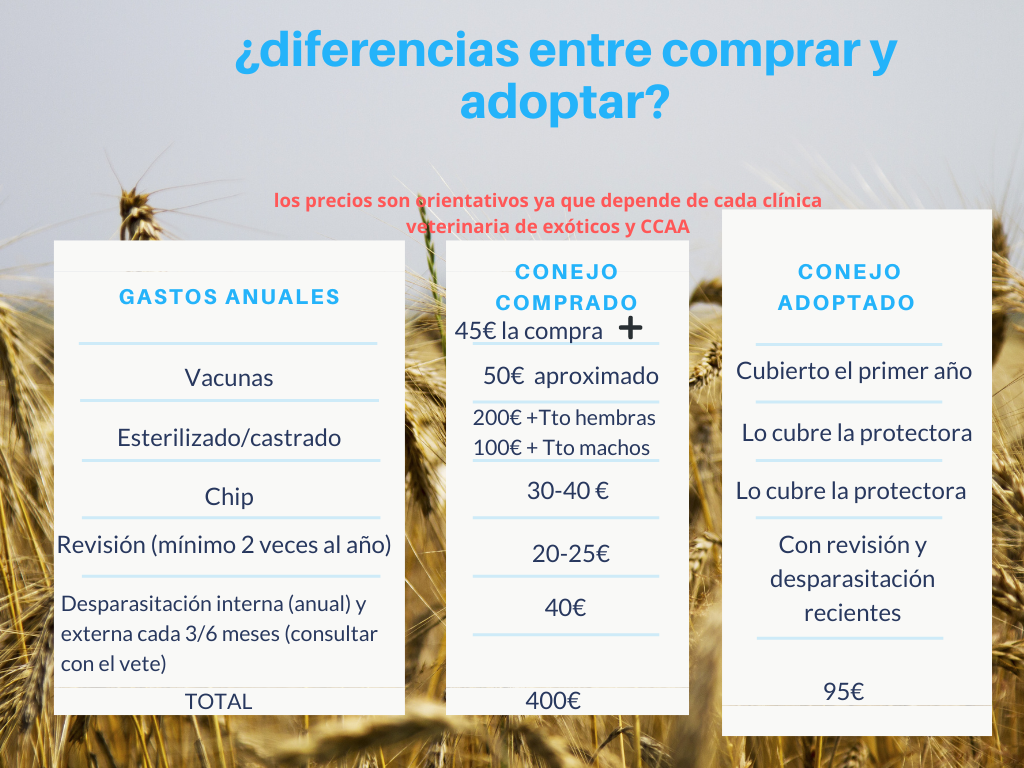 ¿diferencias entre comprar y
adoptar?
los precios son orientativos ya que depende de cada clínica
veterinaria de exóticos y CCAA
GASTOS ANUALES
Vacunas
Esterilizado/castrado
Chip
Revisión (mínimo 2 veces al año)
Desparasitación interna (anual) y
externa cada 3/6 meses (consultar
con el vete)
TOTAL
CONEJO
COMPRADO
45€ la compra +
50€ aproximado
200€ +Tto hembras
100€ + Tto machos
30-40 €
20-25€
40€
400€
CONEJO
ADOPTADO
Cubierto el primer año
Lo cubre la protectora
Lo cubre la protectora
Con revisión y
desparasitación
recientes
95€